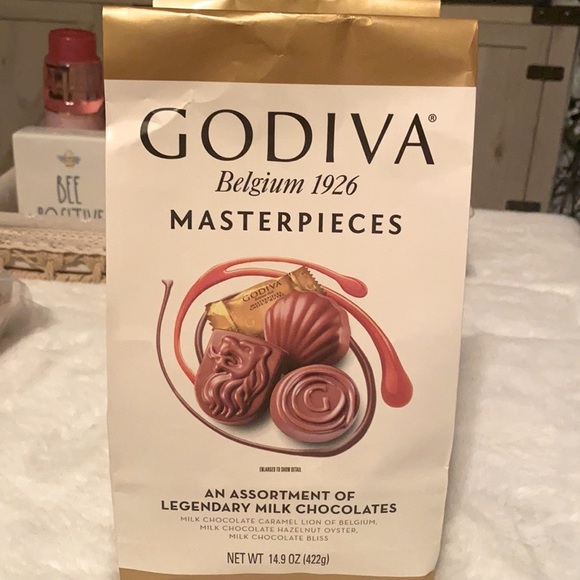 GODIVA®
Belgium 1926
MASTERPIECES
GODIVA
ENLARGED TO SHOW DETAIL
AN ASSORTMENT OF
LEGENDARY MILK CHOCOLATES
MILK CHOCOLATE CARAMEL LION OF BELGIUM,
MILK CHOCOLATE HAZELNUT OYSTER,
MILK CHOCOLATE BLISS
NET WT 14.9 OZ (422g)
G
BEE
POSITIVE